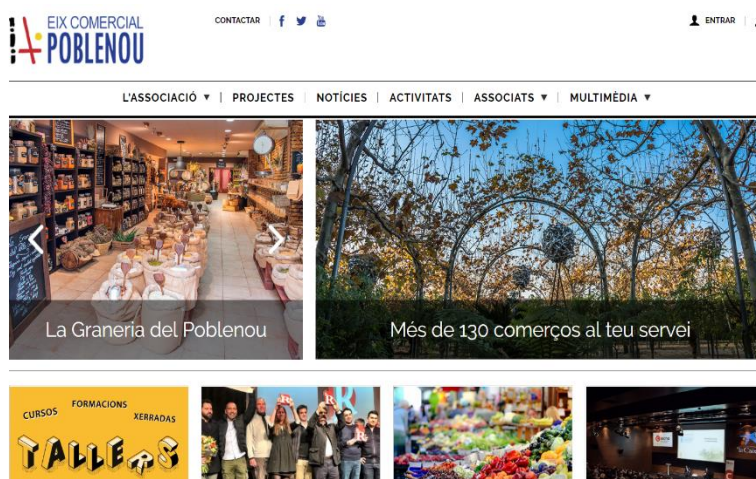 EIX COMERCIAL
POBLENOU
CONTACTAR
ENTRAR
L'ASSOCIACIÓ ▼ | PROJECTES | NOTÍCIES | ACTIVITATS | ASSOCIATS ▼ | MULTIMÈDIA ▼
La Graneria del Poblenou
Més de 130 comerços al teu servei
CURSOS
FORMACIONS
XERRADAS
TALLERS